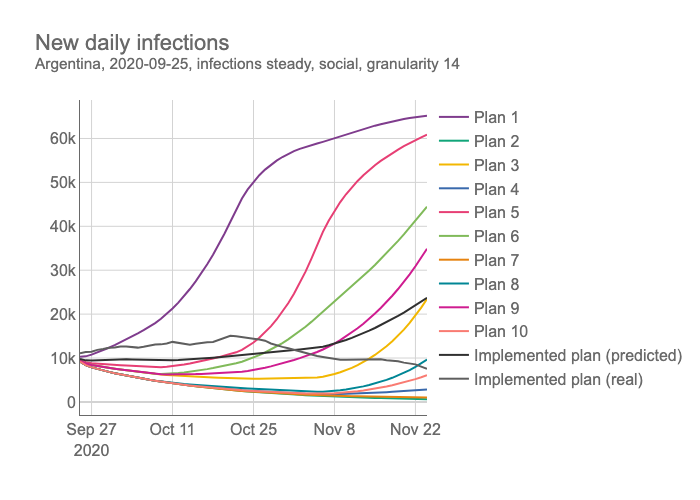 New daily infections
Argentina, 2020-09-25, infections steady, social, granularity 14
60k
50k
40k
30k
20k
10k
0
Sep 27
2020
Oct 11
Oct 25
Nov 8
Nov 22
Plan 1
Plan 2
Plan 3
Plan 4
Plan 5
Plan 6
Plan 7
Plan 8
Plan 9
Plan 10
Implemented plan (predicted)
Implemented plan (real)